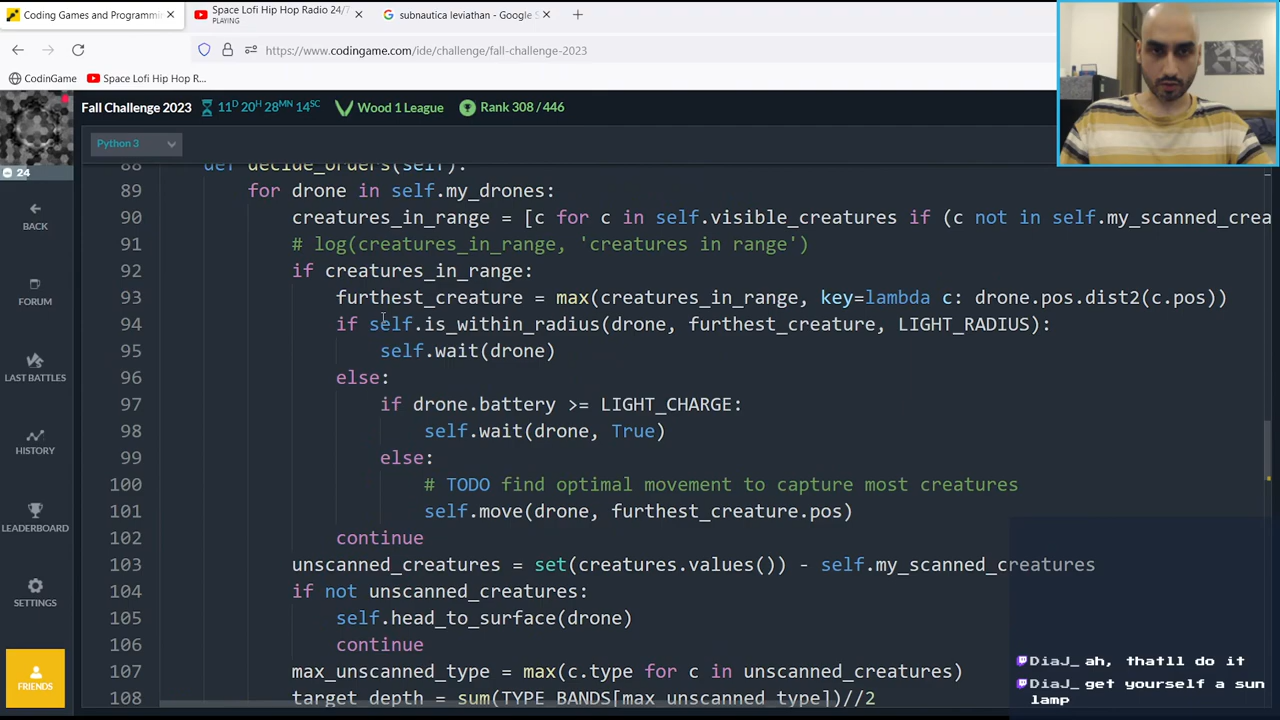 Coding Games and Programmi
Space Lofi Hip Hop Radio 24/7
PLAYING
subnautica leviathan - Google S
https://www.codingame.com/ide/challenge/fall-challenge-2023
CodinGame
Space Lofi Hip Hop R...
Fall Challenge 2023
11D 20H 28MN 14SC
Wood 1 League
Rank 308 / 446
Python 3
24
BACK
FORUM
LAST BATTLES
HISTORY
LEADERBOARD
SETTINGS
FRIENDS
88 def decide_orders(self):
89 for drone in self.my_drones:
90 creatures_in_range = [c for c in self.visible_creatures if (c not in self.my_scanned_crea
91 # log(creatures_in_range, 'creatures in range')
92 if creatures_in_range:
93 furthest_creature = max(creatures_in_range, key=lambda c: drone.pos.dist2(c.pos))
94 if self.is_within_radius(drone, furthest_creature, LIGHT_RADIUS):
95 self.wait(drone)
96 else:
97 if drone.battery >= LIGHT_CHARGE:
98 self.wait(drone, True)
99 else:
100 # TODO find optimal movement to capture most creatures
101 self.move(drone, furthest_creature.pos)
102 continue
103 unscanned_creatures = set(creatures.values()) - self.my_scanned_creatures
104 if not unscanned_creatures:
105 self.head_to_surface(drone)
106 continue
107 max_unscanned_type = max(c.type for c in unscanned_creatures)
108 target_depth = sum(TYPE_BANDS[max_unscanned_type])//2
DiaJ_ ah, thatll do it
DiaJ_ get yourself a sun
lamp